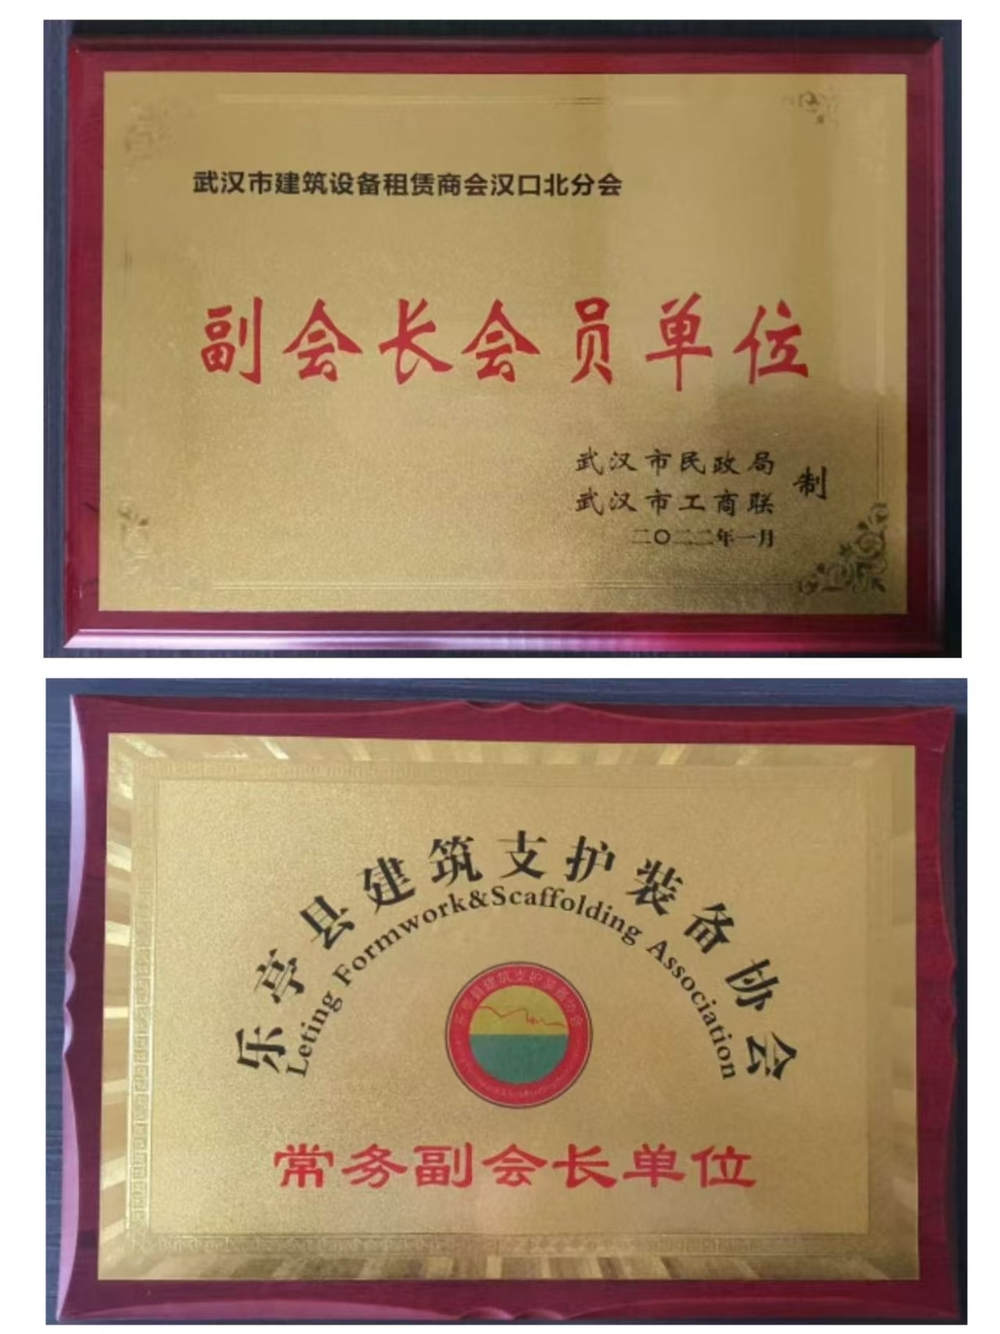 武汉市建筑设备租赁商会汉口北分会
副会长会员单位
武汉市民政局
武汉市工商联
制
二〇二二年一月
乐亭县建筑支护装备协会
Leting Formwork&Scaffolding Association
常务副会长单位